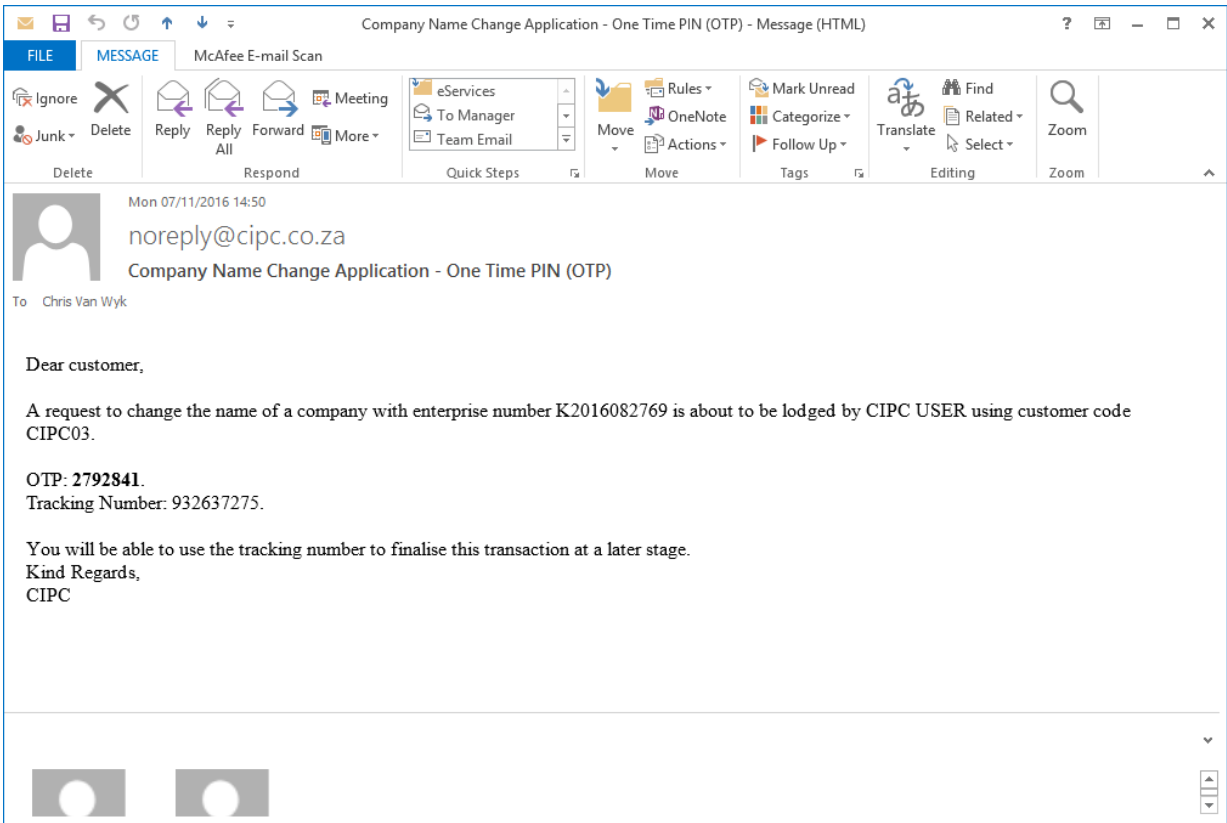 Company Name Change Application - One Time PIN (OTP) - Message (HTML)
FILE MESSAGE McAfee E-mail Scan
Ignore
Junk
Delete
Reply
Reply All
Forward
Meeting
More
eServices
To Manager
Team Email
Move
Rules
OneNote
Actions
Mark Unread
Categorize
Follow Up
Translate
Find
Related
Select
Zoom
Delete Respond Quick Steps Move Tags Editing Zoom
Mon 07/11/2016 14:50
noreply@cipc.co.za
Company Name Change Application - One Time PIN (OTP)
To Chris Van Wyk
Dear customer,
A request to change the name of a company with enterprise number K2016082769 is about to be lodged by CIPC USER using customer code
CIPC03.
OTP: 2792841.
Tracking Number: 932637275.
You will be able to use the tracking number to finalise this transaction at a later stage.
Kind Regards,
CIPC